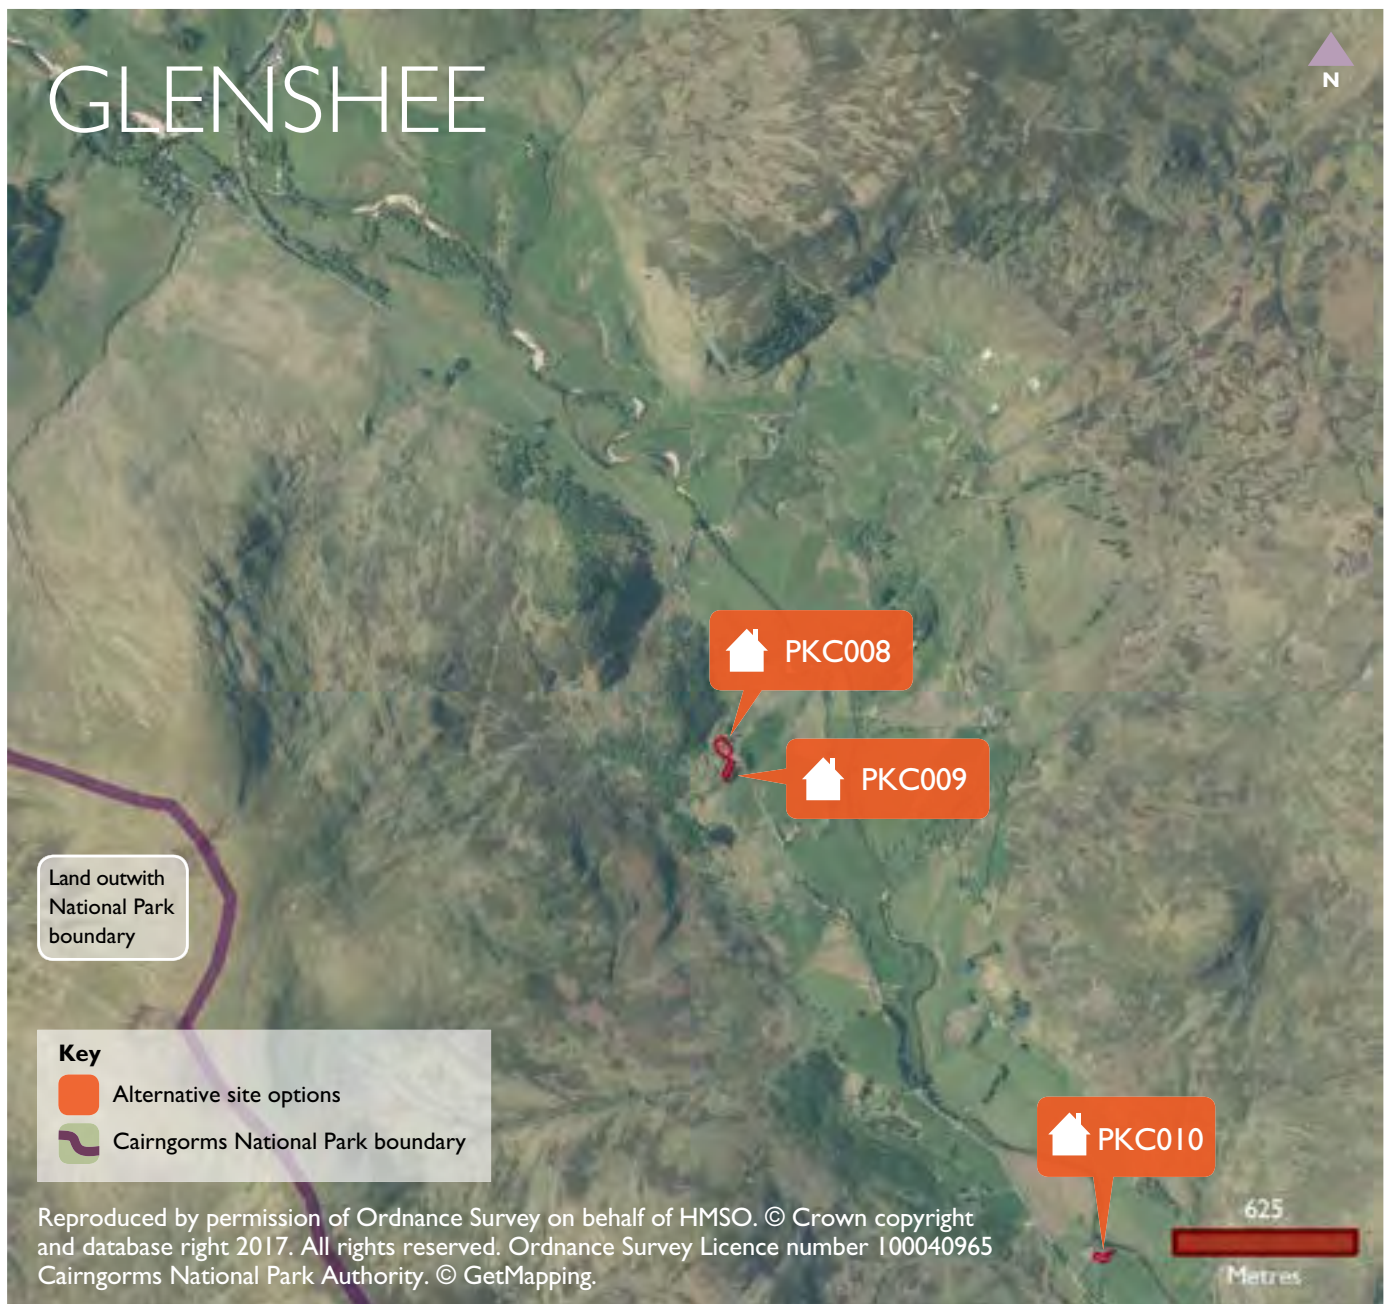 GLENSHEE
N
PKC008
PKC009
Land outwith
National Park
boundary
Key
Alternative site options
Cairngorms National Park boundary
PKC010
625
Metres
Reproduced by permission of Ordnance Survey on behalf of HMSO. © Crown copyright
and database right 2017. All rights reserved. Ordnance Survey Licence number 100040965
Cairngorms National Park Authority. © GetMapping.